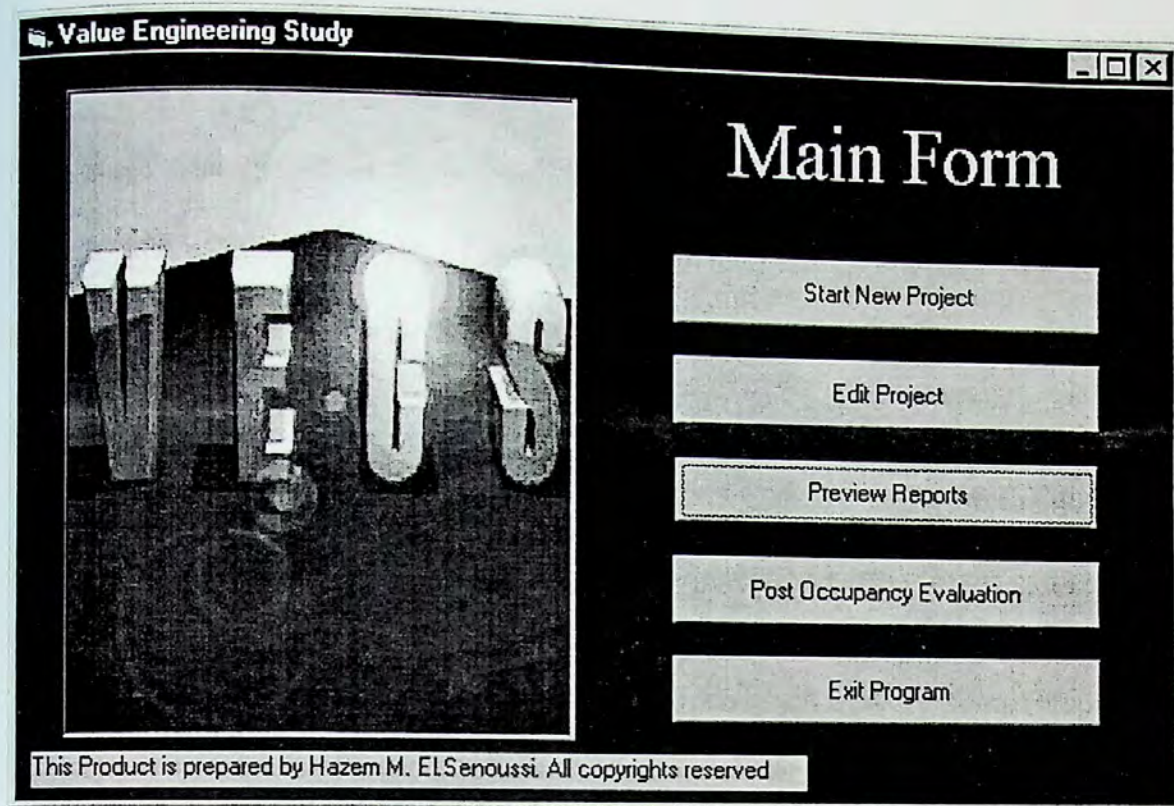 Value Engineering Study
Main Form
VES
Start New Project
Edit Project
Preview Reports
Post Occupancy Evaluation
Exit Program
This Product is prepared by Hazem M. ELSenoussi. All copyrights reserved